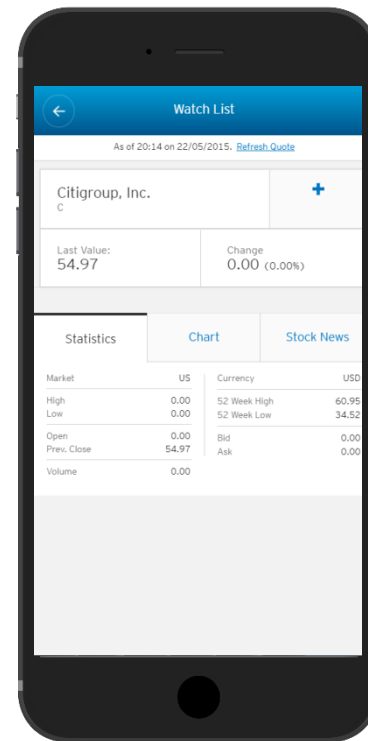 Watch List
As of 20:14 on 22/05/2015. Refresh Quote
Citigroup, Inc.
C
Last Value:
54.97
Change
0.00 (0.00%)
Statistics
Chart
Stock News
Market US
High 0.00
Low 0.00
Open 0.00
Prev. Close 54.97
Volume 0.00
Currency USD
52 Week High 60.95
52 Week Low 34.52
Bid 0.00
Ask 0.00